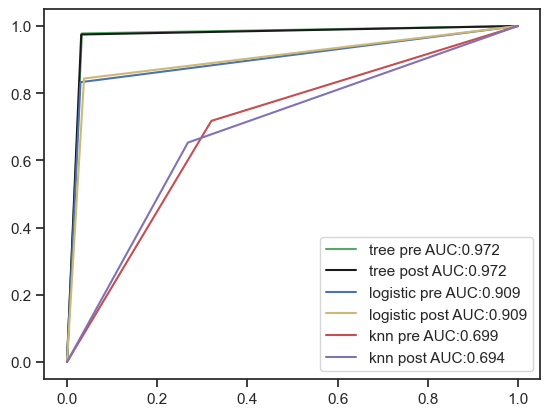 1.0
0.8
0.6
0.4
0.2
0.0
tree pre AUC:0.972
tree post AUC:0.972
logistic pre AUC:0.909
logistic post AUC:0.909
knn pre AUC:0.699
knn post AUC:0.694
0.0 0.2 0.4 0.6 0.8 1.0